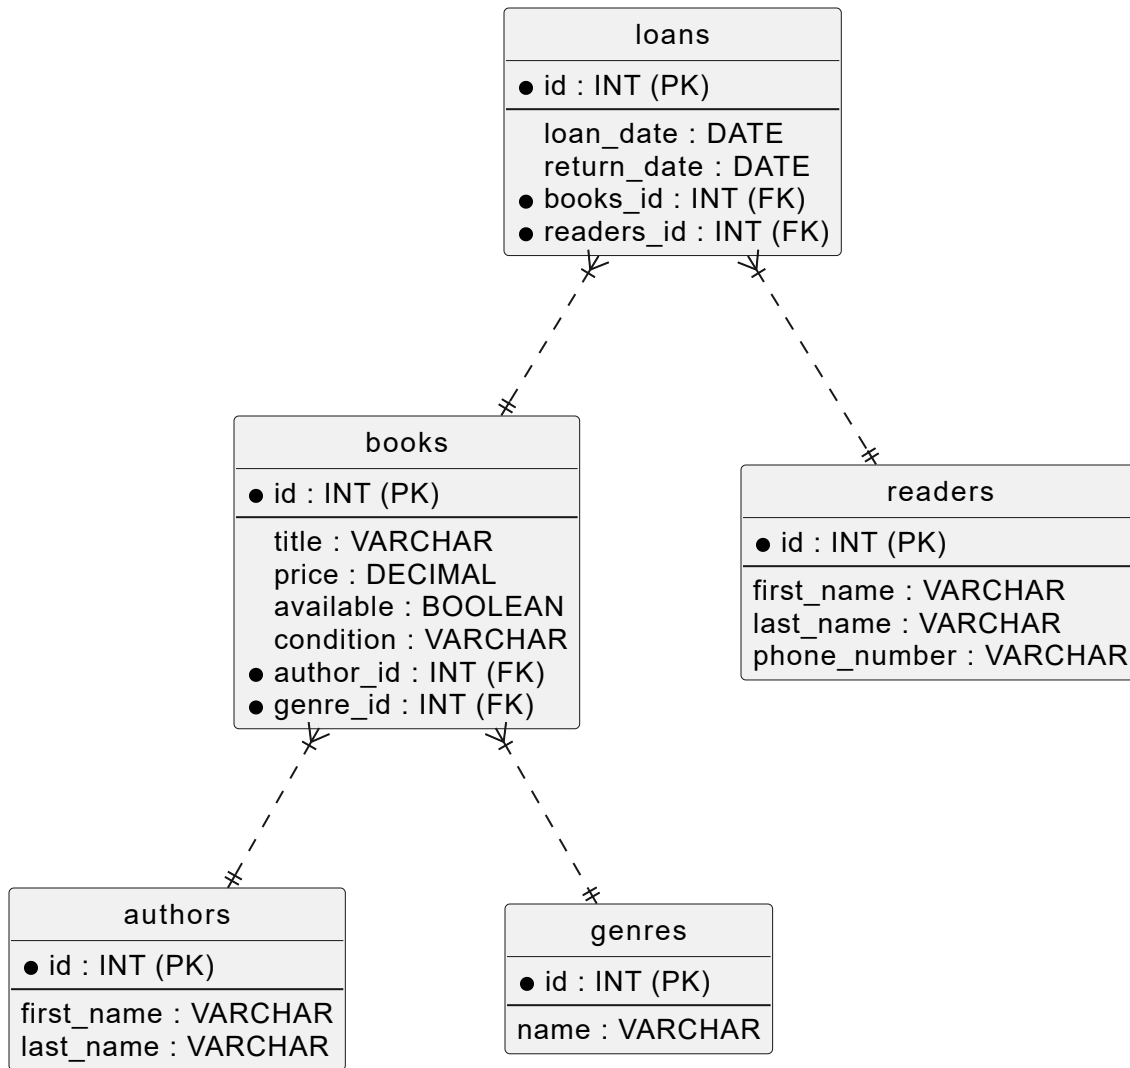 loans
id : INT (PK)
loan_date : DATE
return_date : DATE
books_id : INT (FK)
readers_id : INT (FK)
books
id : INT (PK)
title : VARCHAR
price : DECIMAL
available : BOOLEAN
condition : VARCHAR
author_id : INT (FK)
genre_id : INT (FK)
readers
id : INT (PK)
first_name : VARCHAR
last_name : VARCHAR
phone_number : VARCHAR
authors
id : INT (PK)
first_name : VARCHAR
last_name : VARCHAR
genres
id : INT (PK)
name : VARCHAR